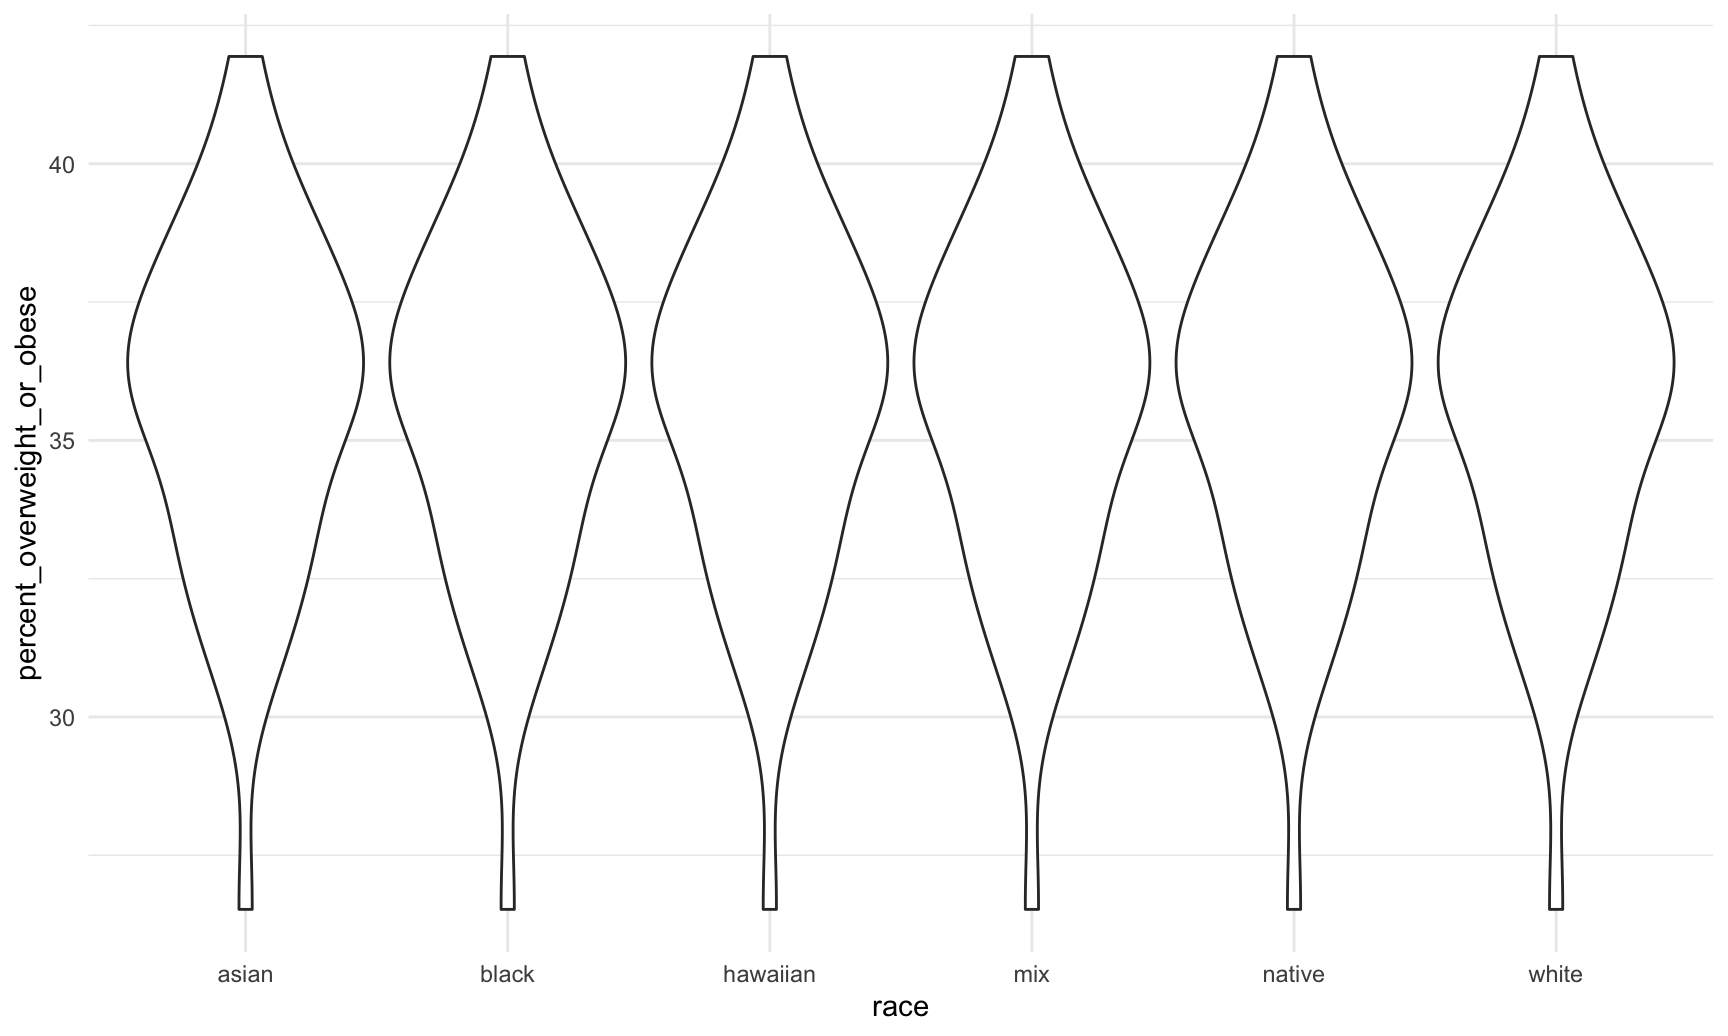 percent_overweight_or_obese
40
35
30
asian black hawaiian mix native white
race